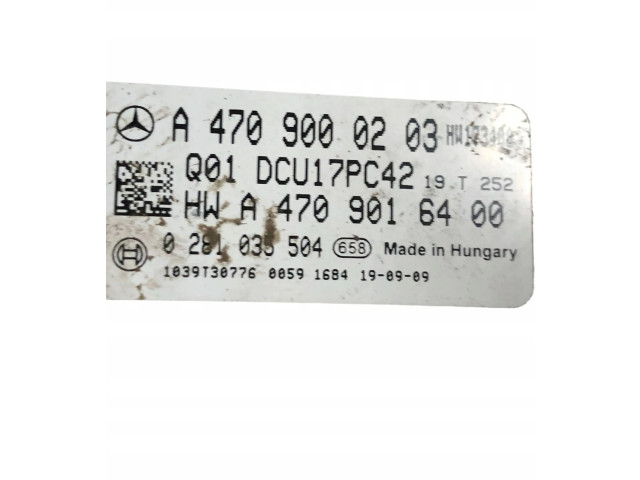 A 470 900 02 03
Q01 DCU17PC42 19 T 252
HW A 470 901 64 00
0 281 035 504 658 Made in Hungary
1039T30776 0059 1684 19-09-09